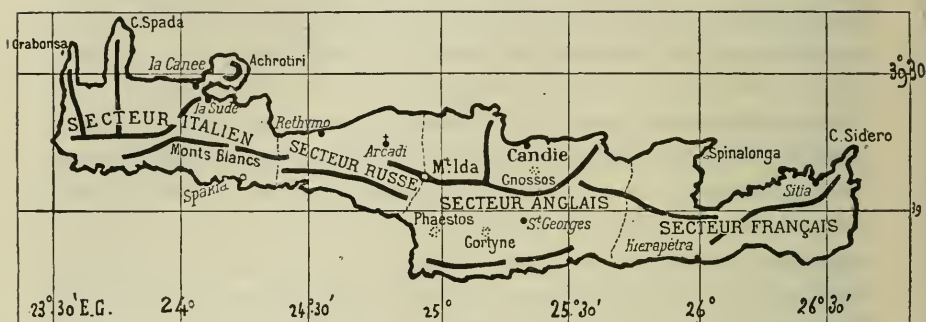 C. Spada
I Grabonsa
la Canee
Achrotiri
39°30
SECTEUR ITALIEN
la Sude
Rethymo
Monts Blancs
Spakia
SECTEUR RUSSE
Arcadi
Mt Ida
Candie
Gnossos
Spinalonga
C. Sidero
Sitia
SECTEUR ANGLAIS
39
Phaestos
Gortyne
St Georges
SECTEUR FRANÇAIS
Hierapètra
23°30' E.G.
24°
24°30'
25°
25°30'
26°
26°30'